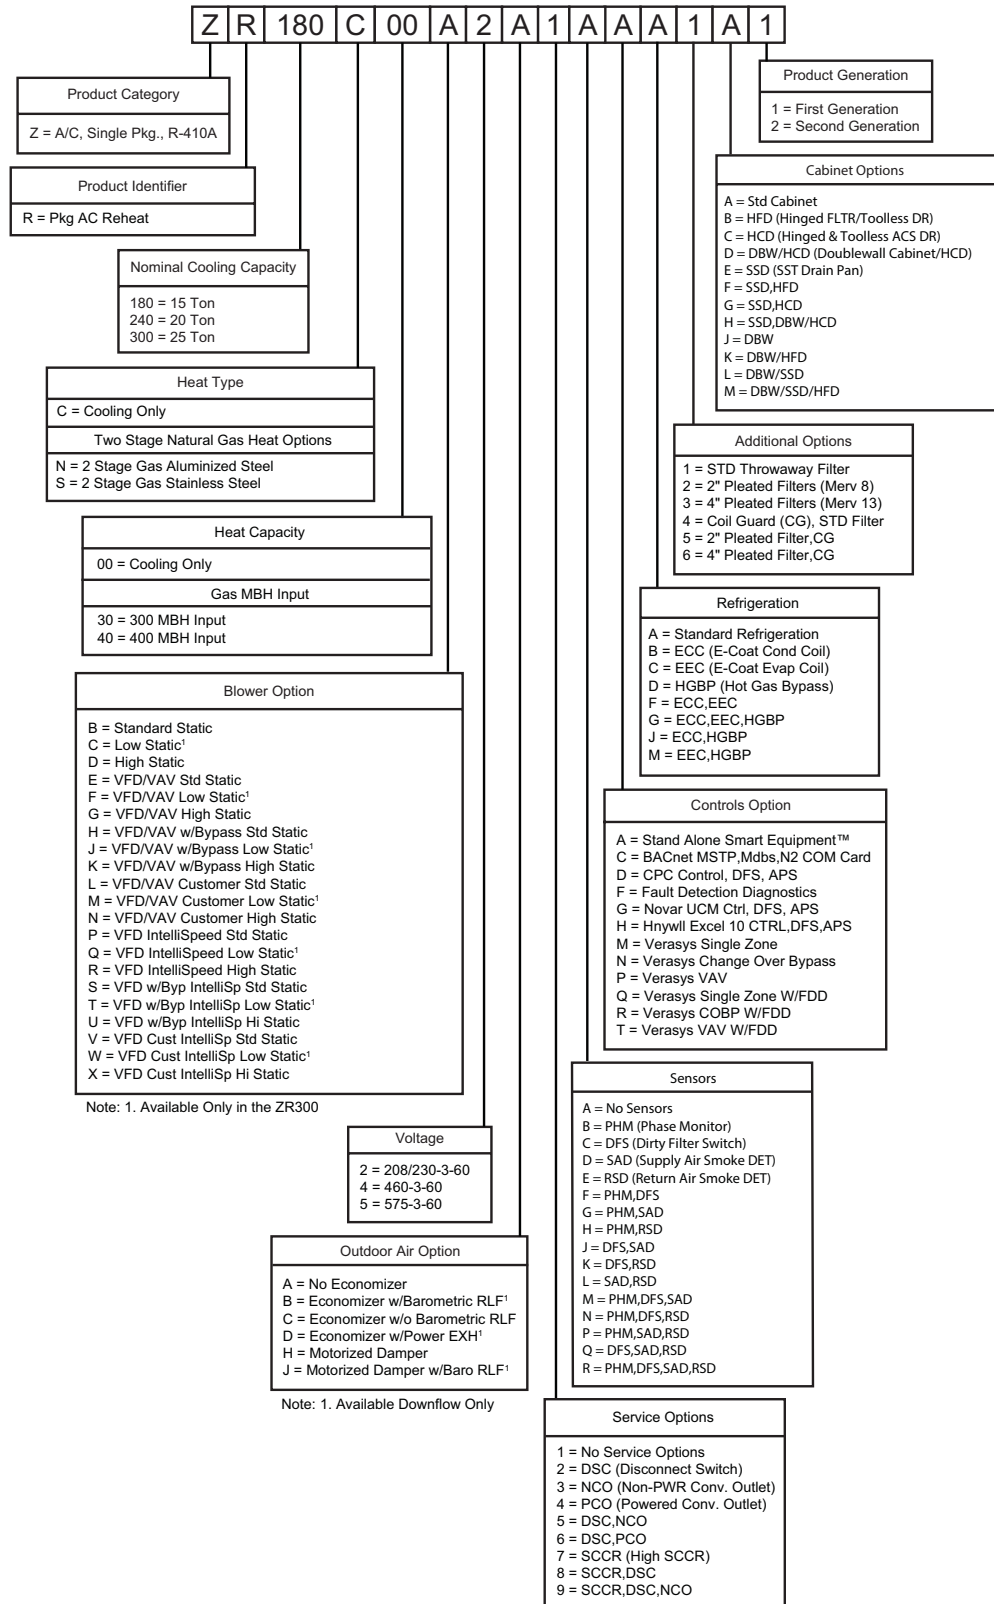 Z R 180 C 00 A 2 A 1 A A A 1 A 1
Product Category
Z = A/C, Single Pkg., R-410A
Product Identifier
R = Pkg AC Reheat
Nominal Cooling Capacity
180 = 15 Ton
240 = 20 Ton
300 = 25 Ton
Heat Type
C = Cooling Only
Two Stage Natural Gas Heat Options
N = 2 Stage Gas Aluminized Steel
S = 2 Stage Gas Stainless Steel
Heat Capacity
00 = Cooling Only
Gas MBH Input
30 = 300 MBH Input
40 = 400 MBH Input
Blower Option
B = Standard Static
C = Low Static¹
D = High Static
E = VFD/VAV Std Static
F = VFD/VAV Low Static¹
G = VFD/VAV High Static
H = VFD/VAV w/Bypass Std Static
J = VFD/VAV w/Bypass Low Static¹
K = VFD/VAV w/Bypass High Static
L = VFD/VAV Customer Std Static
M = VFD/VAV Customer Low Static¹
N = VFD/VAV Customer High Static
P = VFD IntelliSpeed Std Static
Q = VFD IntelliSpeed Low Static¹
R = VFD IntelliSpeed High Static
S = VFD w/Byp IntelliSp Std Static
T = VFD w/Byp IntelliSp Low Static¹
U = VFD w/Byp IntelliSp Hi Static
V = VFD Cust IntelliSp Std Static
W = VFD Cust IntelliSp Low Static¹
X = VFD Cust IntelliSp Hi Static
Note: 1. Available Only in the ZR300
Voltage
2 = 208/230-3-60
4 = 460-3-60
5 = 575-3-60
Outdoor Air Option
A = No Economizer
B = Economizer w/Barometric RLF¹
C = Economizer w/o Barometric RLF
D = Economizer w/Power EXH¹
H = Motorized Damper
J = Motorized Damper w/Baro RLF¹
Note: 1. Available Downflow Only
Product Generation
1 = First Generation
2 = Second Generation
Cabinet Options
A = Std Cabinet
B = HFD (Hinged FLTR/Toolless DR)
C = HCD (Hinged & Toolless ACS DR)
D = DBW/HCD (Doublewall Cabinet/HCD)
E = SSD (SST Drain Pan)
F = SSD,HFD
G = SSD,HCD
H = SSD,DBW/HCD
J = DBW
K = DBW/HFD
L = DBW/SSD
M = DBW/SSD/HFD
Additional Options
1 = STD Throwaway Filter
2 = 2" Pleated Filters (Merv 8)
3 = 4" Pleated Filters (Merv 13)
4 = Coil Guard (CG), STD Filter
5 = 2" Pleated Filter,CG
6 = 4" Pleated Filter,CG
Refrigeration
A = Standard Refrigeration
B = ECC (E-Coat Cond Coil)
C = EEC (E-Coat Evap Coil)
D = HGBP (Hot Gas Bypass)
F = ECC,EEC
G = ECC,EEC,HGBP
J = ECC,HGBP
M = EEC,HGBP
Controls Option
A = Stand Alone Smart Equipment™
C = BACnet MSTP,Mdbs,N2 COM Card
D = CPC Control, DFS, APS
F = Fault Detection Diagnostics
G = Novar UCM Ctrl, DFS, APS
H = Hnywll Excel 10 CTRL,DFS,APS
M = Verasys Single Zone
N = Verasys Change Over Bypass
P = Verasys VAV
Q = Verasys Single Zone W/FDD
R = Verasys COBP W/FDD
T = Verasys VAV W/FDD
Sensors
A = No Sensors
B = PHM (Phase Monitor)
C = DFS (Dirty Filter Switch)
D = SAD (Supply Air Smoke DET)
E = RSD (Return Air Smoke DET)
F = PHM,DFS
G = PHM,SAD
H = PHM,RSD
J = DFS,SAD
K = DFS,RSD
L = SAD,RSD
M = PHM,DFS,SAD
N = PHM,DFS,RSD
P = PHM,SAD,RSD
Q = DFS,SAD,RSD
R = PHM,DFS,SAD,RSD
Service Options
1 = No Service Options
2 = DSC (Disconnect Switch)
3 = NCO (Non-PWR Conv. Outlet)
4 = PCO (Powered Conv. Outlet)
5 = DSC,NCO
6 = DSC,PCO
7 = SCCR (High SCCR)
8 = SCCR,DSC
9 = SCCR,DSC,NCO